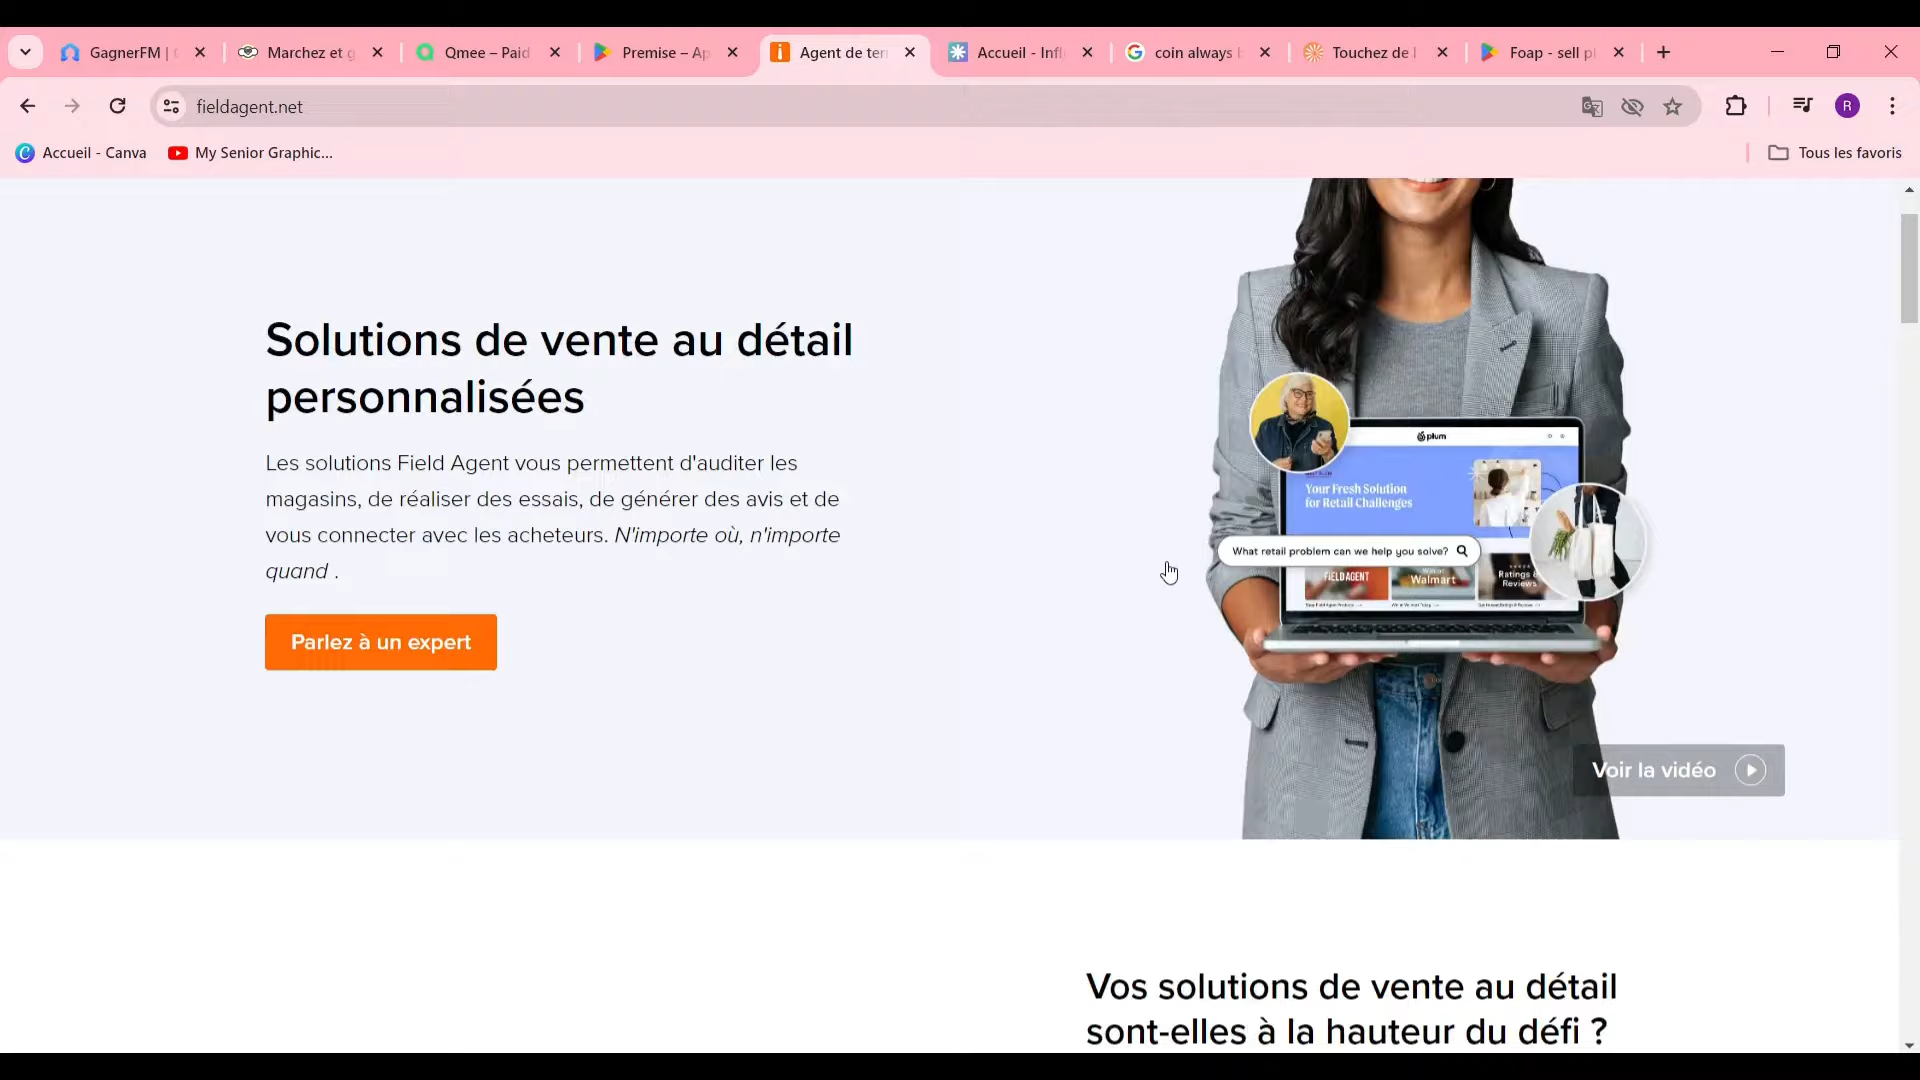 GagnerFM |
Marchez et g
Qmee – Paid
Premise – Ap
Agent de ter
Accueil - Infl
coin always b
Touchez de l
Foap - sell p
fieldagent.net
R
Accueil - Canva
My Senior Graphic...
Tous les favoris
Solutions de vente au détail
personnalisées
Les solutions Field Agent vous permettent d'auditer les
magasins, de réaliser des essais, de générer des avis et de
vous connecter avec les acheteurs. N'importe où, n'importe
quand .
Parlez à un expert
plum
Your Fresh Solution
for Retail Challenges
What retail problem can we help you solve?
FIELD AGENT
Walmart
Ratings &
Reviews
Voir la vidéo
Vos solutions de vente au détail
sont-elles à la hauteur du défi ?